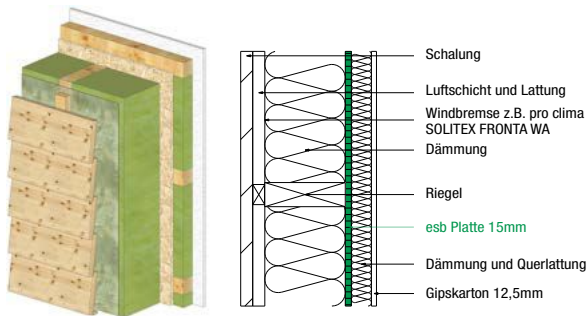 Schalung
Luftschicht und Lattung
Windbremse z.B. pro clima
SOLITEX FRONTA WA
Dämmung
Riegel
esb Platte 15mm
Dämmung und Querlattung
Gipskarton 12,5mm